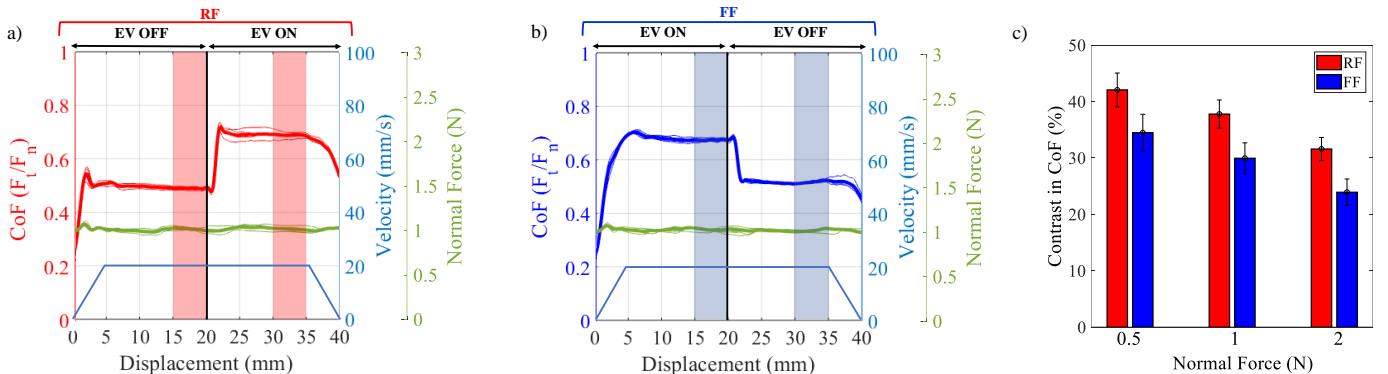 a)
RF
EV OFF
EV ON
CoF (Ft/Fn)
1
0.8
0.6
0.4
0.2
0
0 5 10 15 20 25 30 35 40
Displacement (mm)
100
80
60
40
20
0
Velocity (mm/s)
3
2.5
2
1.5
1
0.5
0
Normal Force (N)
b)
FF
EV ON
EV OFF
CoF (Ft/Fn)
1
0.8
0.6
0.4
0.2
0
0 5 10 15 20 25 30 35 40
Displacement (mm)
100
80
60
40
20
0
Velocity (mm/s)
3
2.5
2
1.5
1
0.5
0
Normal Force (N)
c)
Contrast in CoF (%)
50
40
30
20
10
0
RF
FF
0.5 1 2
Normal Force (N)